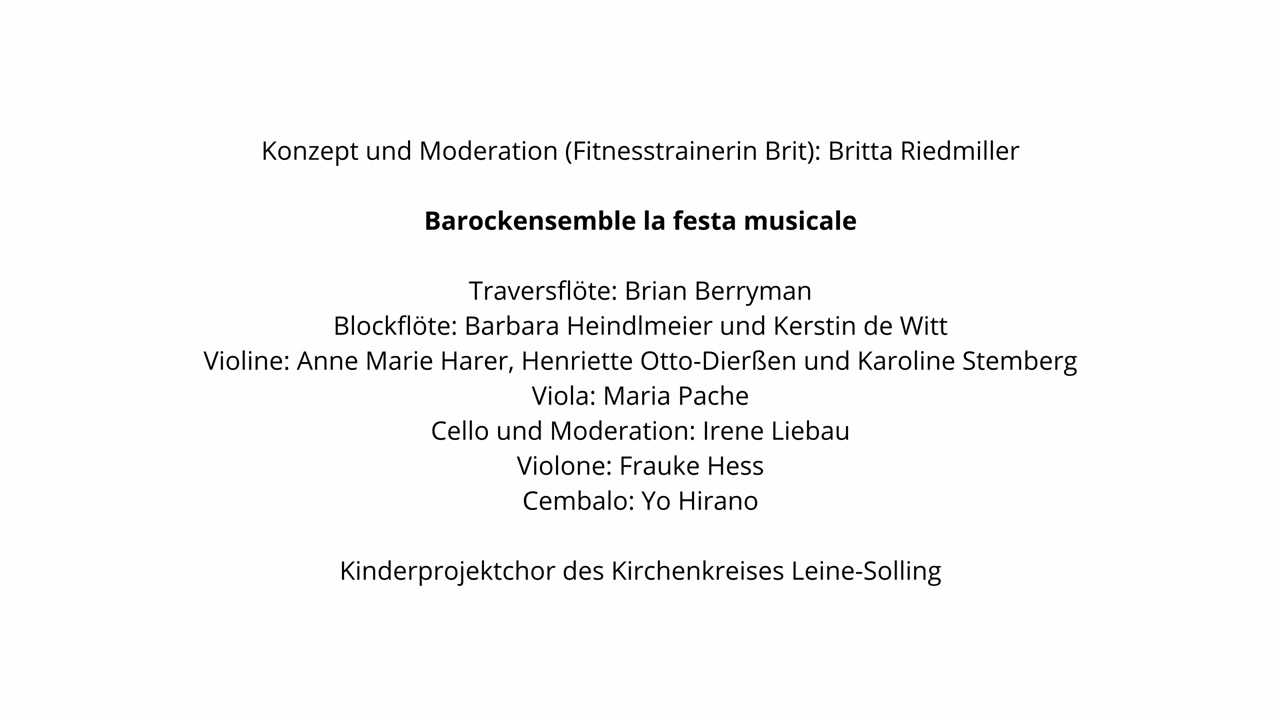 Konzept und Moderation (Fitnesstrainerin Brit): Britta Riedmiller
Barockensemble la festa musicale
Traversflöte: Brian Berryman
Blockflöte: Barbara Heindlmeier und Kerstin de Witt
Violine: Anne Marie Harer, Henriette Otto-Dierßen und Karoline Stemberg
Viola: Maria Pache
Cello und Moderation: Irene Liebau
Violone: Frauke Hess
Cembalo: Yo Hirano
Kinderprojektchor des Kirchenkreises Leine-Solling